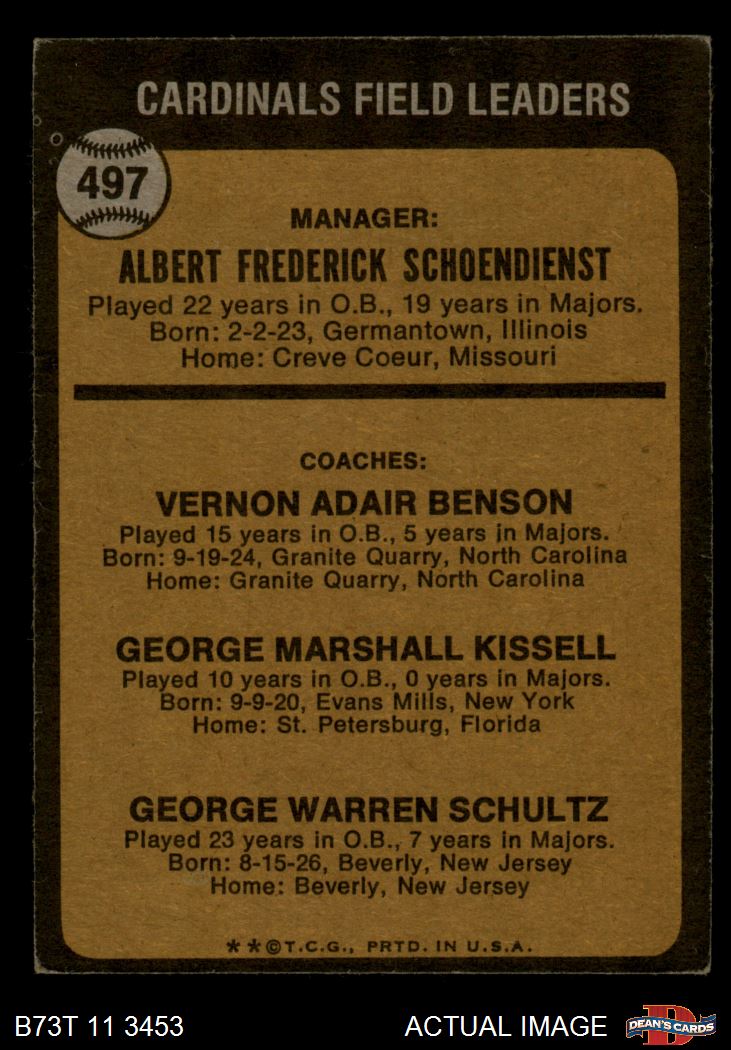 CARDINALS FIELD LEADERS
497
MANAGER:
ALBERT FREDERICK SCHOENDIENST
Played 22 years in O.B., 19 years in Majors.
Born: 2-2-23, Germantown, Illinois
Home: Creve Coeur, Missouri
COACHES:
VERNON ADAIR BENSON
Played 15 years in O.B., 5 years in Majors.
Born: 9-19-24, Granite Quarry, North Carolina
Home: Granite Quarry, North Carolina
GEORGE MARSHALL KISSELL
Played 10 years in O.B., 0 years in Majors.
Born: 9-9-20, Evans Mills, New York
Home: St. Petersburg, Florida
GEORGE WARREN SCHULTZ
Played 23 years in O.B., 7 years in Majors.
Born: 8-15-26, Beverly, New Jersey
Home: Beverly, New Jersey
**©T.C.G., PRTD. IN U.S.A.
B73T 11 3453 ACTUAL IMAGE D DEAN'S CARDS